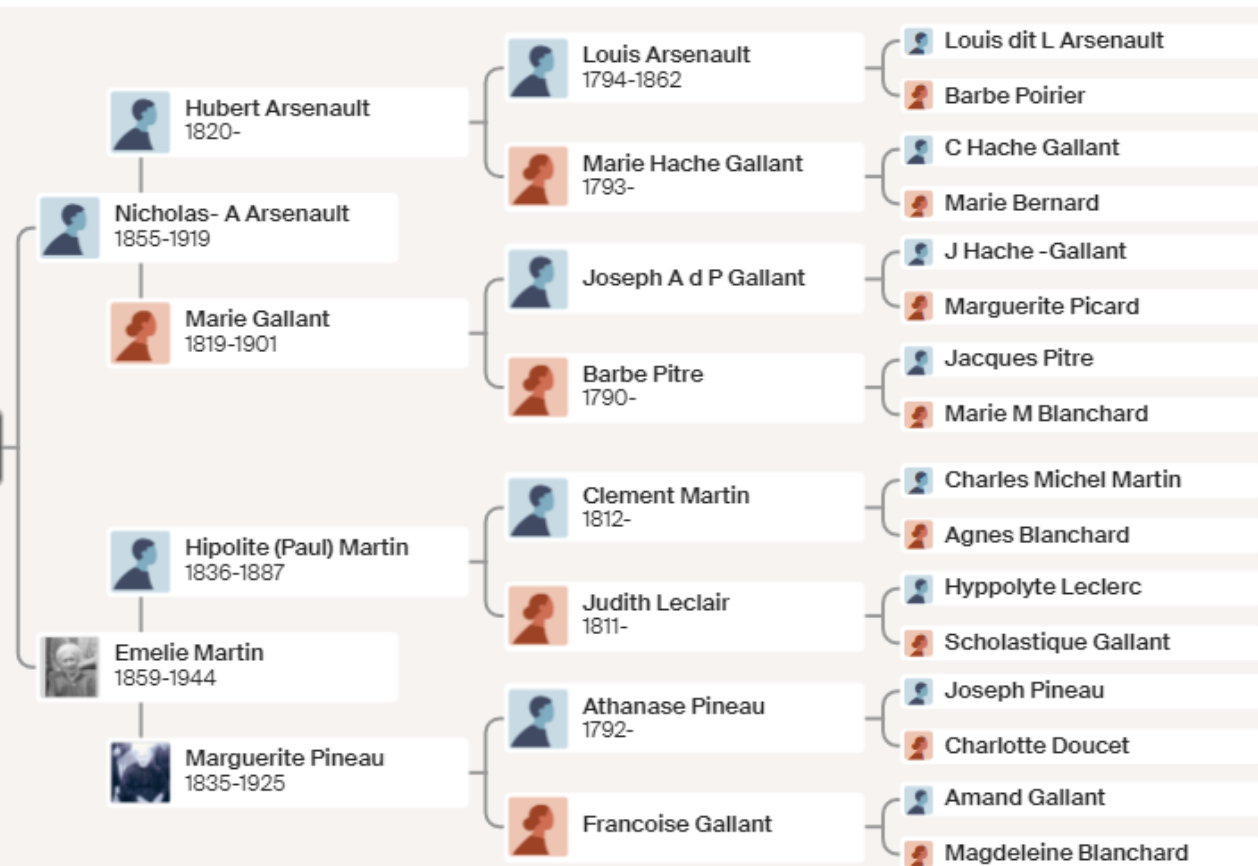 Louis dit L Arsenault
Louis Arsenault
1794-1862
Barbe Poirier
Hubert Arsenault
1820-
C Hache Gallant
Marie Hache Gallant
1793-
Marie Bernard
Nicholas- A Arsenault
1855-1919
J Hache -Gallant
Joseph A d P Gallant
Marguerite Picard
Marie Gallant
1819-1901
Jacques Pitre
Barbe Pitre
1790-
Marie M Blanchard
Charles Michel Martin
Clement Martin
1812-
Agnes Blanchard
Hipolite (Paul) Martin
1836-1887
Hyppolyte Leclerc
Judith Leclair
1811-
Scholastique Gallant
Emelie Martin
1859-1944
Joseph Pineau
Athanase Pineau
1792-
Charlotte Doucet
Marguerite Pineau
1835-1925
Amand Gallant
Francoise Gallant
Magdeleine Blanchard